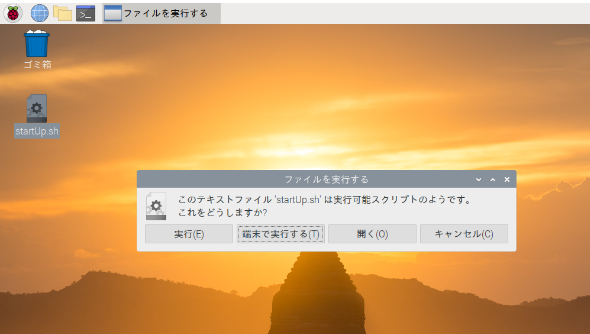 ファイルを実行する
ゴミ箱
startUp.sh
ファイルを実行する
このテキストファイル 'startUp.sh' は実行可能スクリプトのようです。
これをどうしますか?
実行(E)
端末で実行する(T)
開く(O)
キャンセル(C)